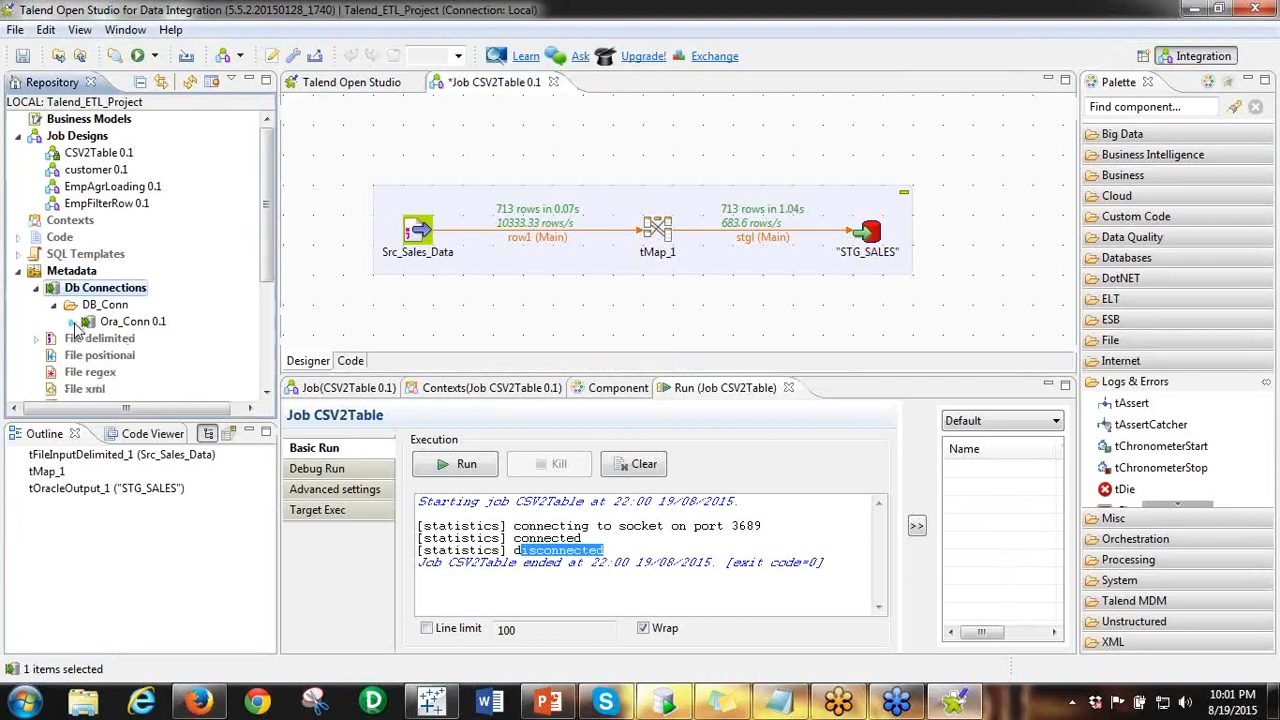 Talend Open Studio for Data Integration (5.5.2.20150128_1740) | Talend_ETL_Project (Connection: Local)
File Edit View Window Help
Learn Ask Upgrade! Exchange Integration
Repository
LOCAL: Talend_ETL_Project
Business Models
Job Designs
CSV2Table 0.1
customer 0.1
EmpAgrLoading 0.1
EmpFilterRow 0.1
Contexts
Code
SQL Templates
Metadata
Db Connections
DB_Conn
Ora_Conn 0.1
File delimited
File positional
File regex
File xml
Outline Code Viewer
tFileInputDelimited_1 (Src_Sales_Data)
tMap_1
tOracleOutput_1 ("STG_SALES")
Talend Open Studio *Job CSV2Table 0.1
713 rows in 0.07s 713 rows in 1.04s
10333.33 rows/s 683.6 rows/s
row1 (Main) stgl (Main)
Src_Sales_Data tMap_1 "STG_SALES"
Designer Code
Job(CSV2Table 0.1) Contexts(Job CSV2Table 0.1) Component Run (Job CSV2Table)
Job CSV2Table
Basic Run
Debug Run
Advanced settings
Target Exec
Execution
Run Kill Clear
Starting job CSV2Table at 22:00 19/08/2015.
[statistics] connecting to socket on port 3689
[statistics] connected
[statistics] disconnected
Job CSV2Table ended at 22:00 19/08/2015. [exit code=0]
Line limit 100 Wrap
>>
Default
Name
Palette
Find component...
Big Data
Business Intelligence
Business
Cloud
Custom Code
Data Quality
Databases
DotNET
ELT
ESB
File
Internet
Logs & Errors
tAssert
tAssertCatcher
tChronometerStart
tChronometerStop
tDie
Misc
Orchestration
Processing
System
Talend MDM
Unstructured
XML
1 items selected
10:01 PM
8/19/2015